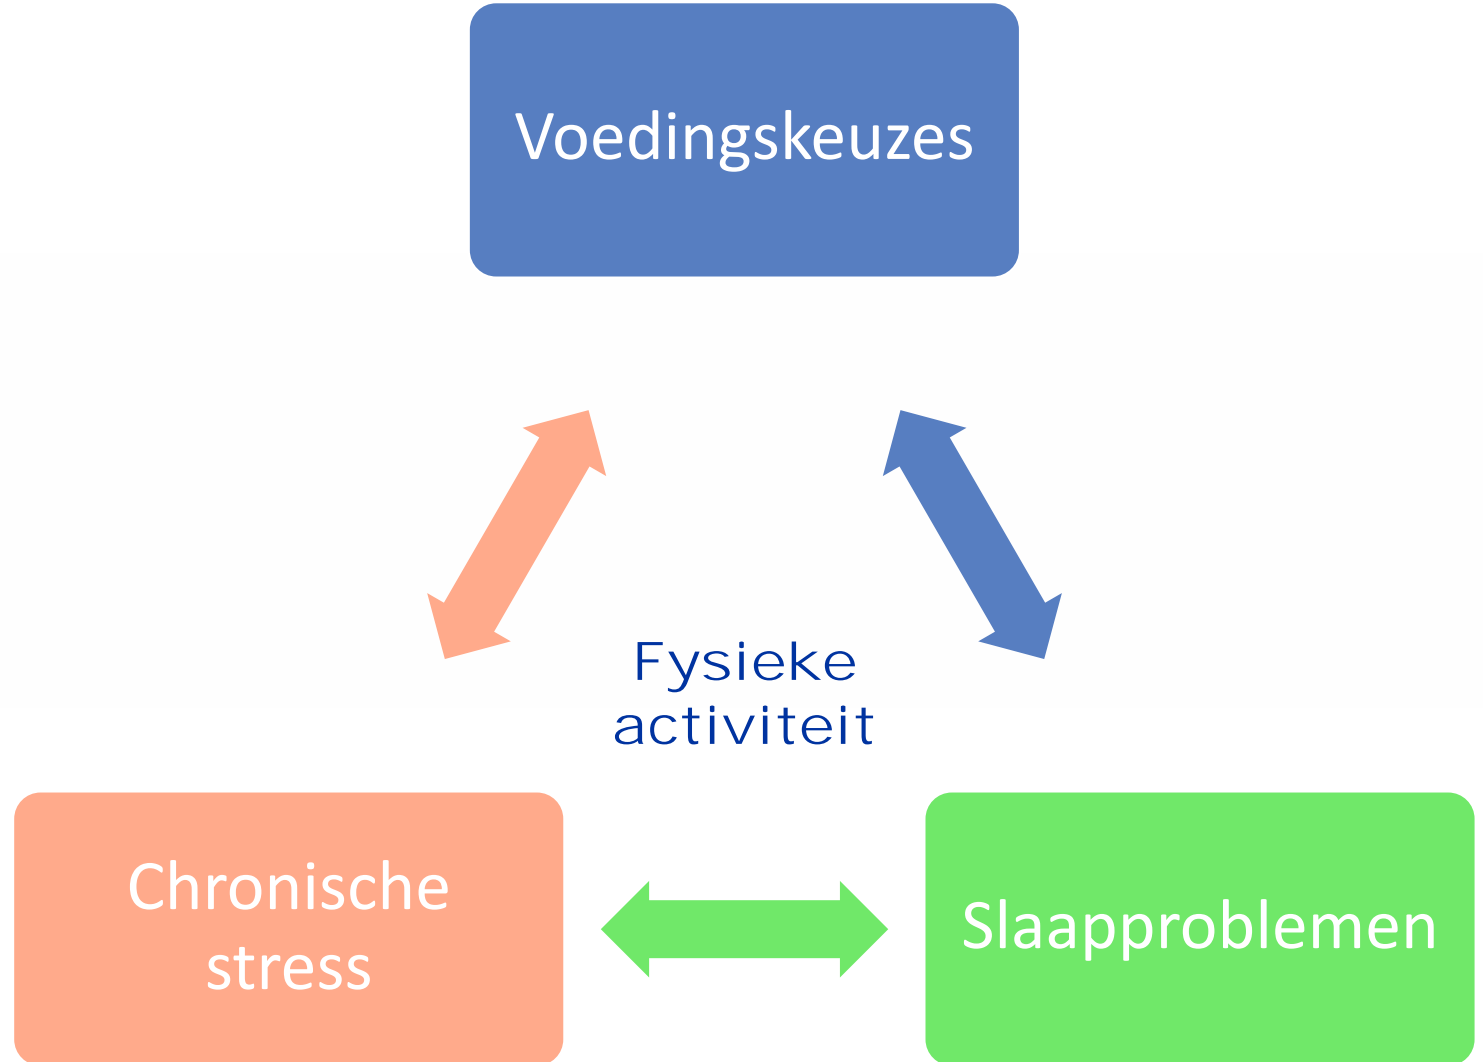 Voedingskeuzes
Fysieke
activiteit
Chronische
stress
Slaapproblemen